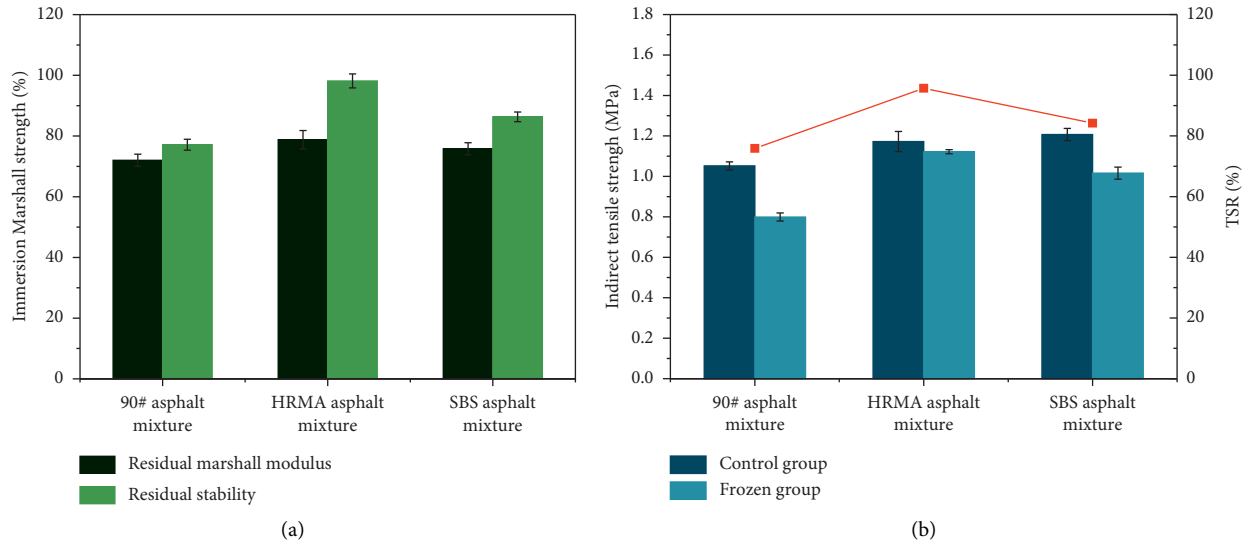 120
100
80
60
40
20
0
Immersion Marshall strength (%)
90# asphalt
mixture
HRMA asphalt
mixture
SBS asphalt
mixture
Residual marshall modulus
Residual stability
(a)
1.8
1.6
1.4
1.2
1.0
0.8
0.6
0.4
0.2
0.0
Indirect tensile strengh (MPa)
120
100
80
60
40
20
0
TSR (%)
90# asphalt
mixture
HRMA asphalt
mixture
SBS asphalt
mixture
Control group
Frozen group
(b)